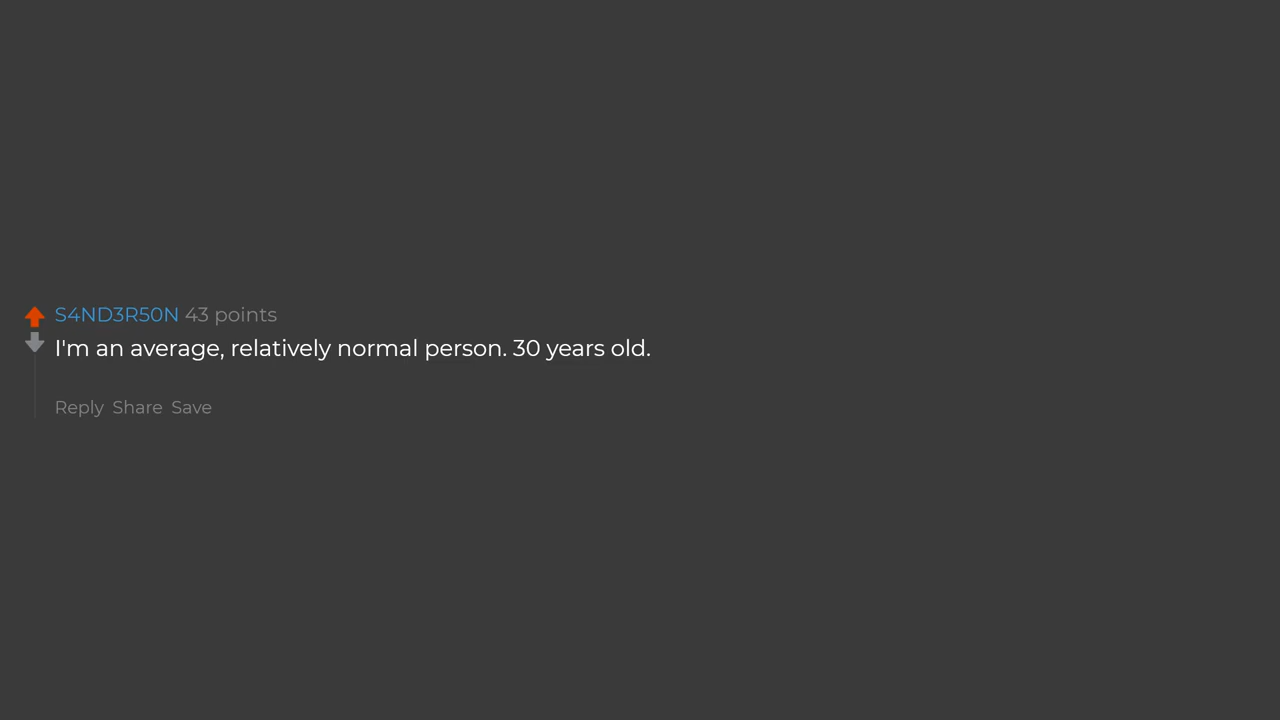 S4ND3R50N 43 points
I'm an average, relatively normal person. 30 years old.
Reply Share Save